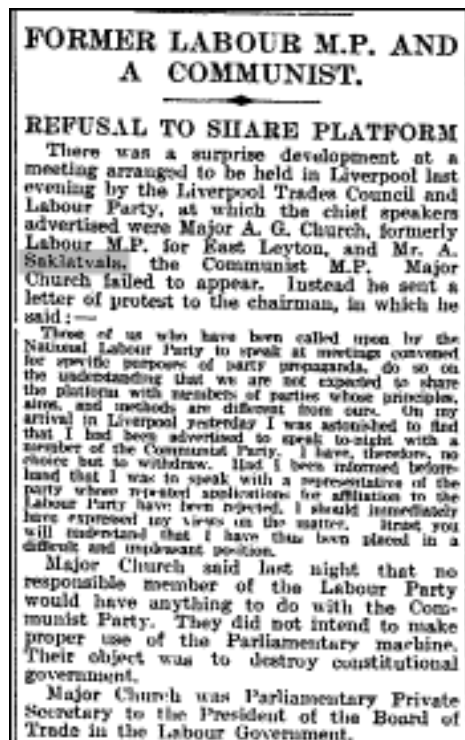 FORMER LABOUR M.P. AND
A COMMUNIST.
REFUSAL TO SHARE PLATFORM
There was a surprise development at a
meeting arranged to be held in Liverpool last
evening by the Liverpool Trades Council and
Labour Party, at which the chief speakers
advertised were Major A. G. Church, formerly
Labour M.P. for East Leyton, and Mr. A.
Saklatvala, the Communist M.P. Major
Church failed to appear. Instead he sent a
letter of protest to the chairman, in which he
said:—
Those of us who have been called upon by the
National Labour Party to speak at meetings convened
for specific purposes of party propaganda, do so on
the understanding that we are not expected to share
the platform with members of parties whose principles,
aims, and methods are different from ours. On my
arrival in Liverpool yesterday I was astonished to find
that I had been advertised to speak to-night with a
member of the Communist Party. I have, therefore, no
choice but to withdraw. Had I been informed before-
hand that I was to speak with a representative of the
party whose repeated applications for affiliation to the
Labour Party have been rejected, I should immediately
have expressed my views on the matter. I trust you
will understand that I have thus been placed in a
difficult and unpleasant position.
Major Church said last night that no
responsible member of the Labour Party
would have anything to do with the Com-
munist Party. They did not intend to make
proper use of the Parliamentary machine.
Their object was to destroy constitutional
government.
Major Church was Parliamentary Private
Secretary to the President of the Board of
Trade in the Labour Government.